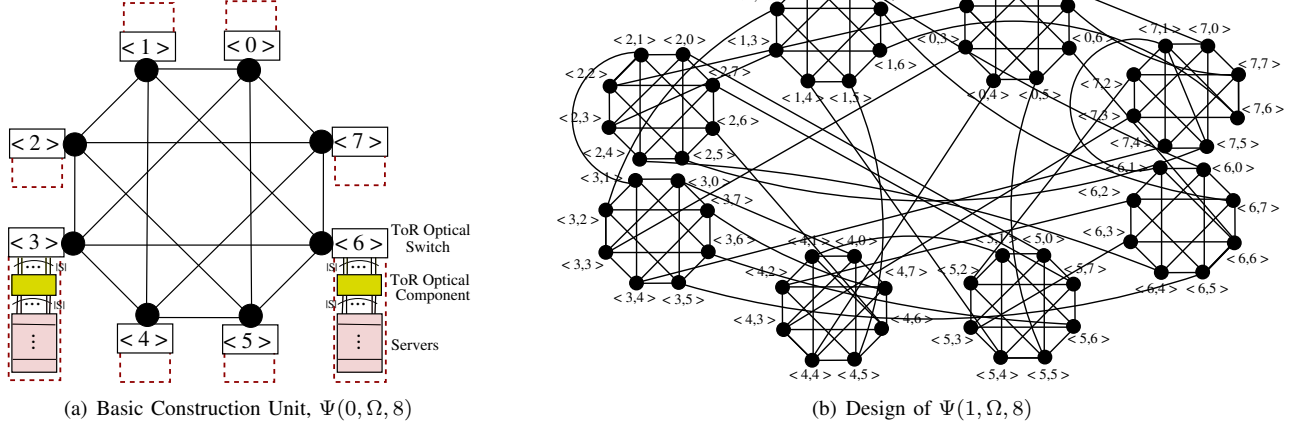 < 1 >
< 0 >
< 2 >
< 7 >
< 3 >
< 6 >
ToR Optical
Switch
|S|
...
|S|
...
ToR Optical
Component
|S|
...
|S|
...
Servers
< 4 >
< 5 >
(a) Basic Construction Unit, Ψ(0, Ω, 8)
< 1,3 >
< 1,6 >
< 1,4 >
< 1,5 >
< 0,3 >
< 0,6 >
< 0,4 >
< 0,5 >
< 2,1 >
< 2,0 >
< 2,2 >
< 2,7 >
< 2,3 >
< 2,6 >
< 2,4 >
< 2,5 >
< 7,1 >
< 7,0 >
< 7,2 >
< 7,7 >
< 7,3 >
< 7,6 >
< 7,4 >
< 7,5 >
< 3,1 >
< 3,0 >
< 3,2 >
< 3,7 >
< 3,3 >
< 3,6 >
< 3,4 >
< 3,5 >
< 6,1 >
< 6,0 >
< 6,2 >
< 6,7 >
< 6,3 >
< 6,6 >
< 6,4 >
< 6,5 >
< 4,1 >
< 4,0 >
< 4,2 >
< 4,7 >
< 4,3 >
< 4,6 >
< 4,4 >
< 4,5 >
< 5,1 >
< 5,0 >
< 5,2 >
< 5,7 >
< 5,3 >
< 5,6 >
< 5,4 >
< 5,5 >
(b) Design of Ψ(1, Ω, 8)